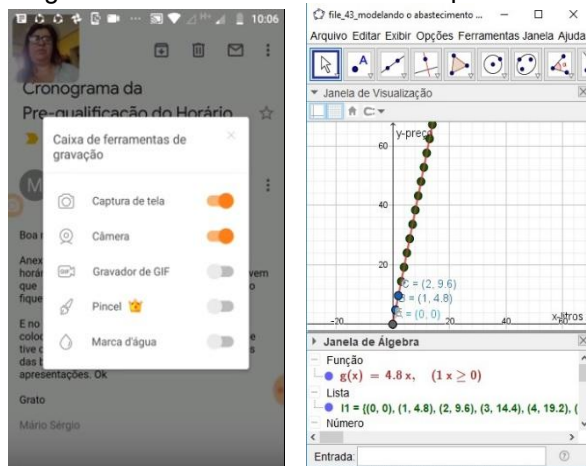 10:06
Cronograma da
Pre-qualificação do Horário
Caixa de ferramentas de
gravação
Captura de tela
Câmera
GIF
Gravador de GIF
Pincel
Marca d'água
M
Boa
Anex
horár
vem
que
o
fique
E no
coloc
e
tive c
s
das b
apresentações. Ok
Grato
Mário Sérgio
file_43_modelando o abastecimento ...
Arquivo Editar Exibir Opções Ferramentas Janela Ajuda
Janela de Visualização
y-preço
60
40
20
C = (2, 9.6)
B = (1, 4.8)
= (0, 0)
-20 20 40 x-litros
Janela de Álgebra
Função
g(x) = 4.8 x, (1 x ≥ 0)
Lista
l1 = {(0, 0), (1, 4.8), (2, 9.6), (3, 14.4), (4, 19.2), (
Número
Entrada: